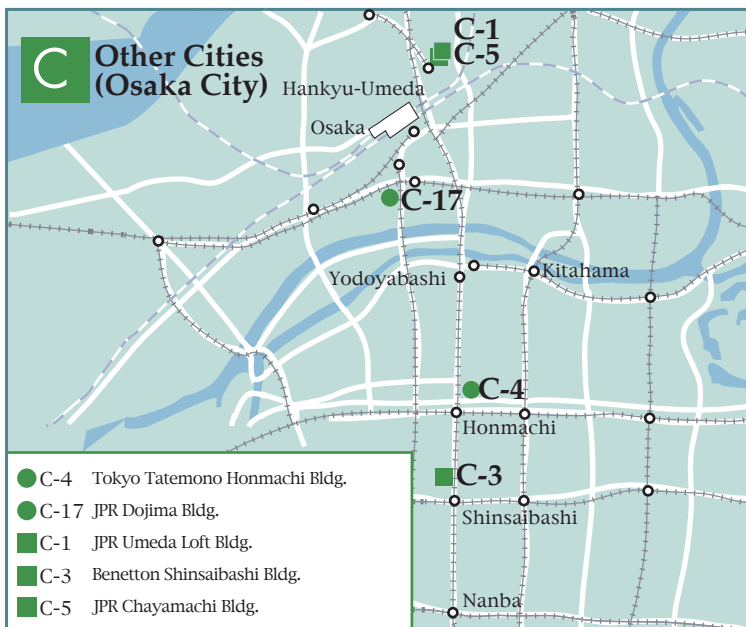 C
Other Cities
(Osaka City)
C-1
C-5
Hankyu-Umeda
Osaka
C-17
Yodoyabashi
Kitahama
C-4
Honmachi
C-3
Shinsaibashi
Nanba
C-4 Tokyo Tatemono Honmachi Bldg.
C-17 JPR Dojima Bldg.
C-1 JPR Umeda Loft Bldg.
C-3 Benetton Shinsaibashi Bldg.
C-5 JPR Chayamachi Bldg.